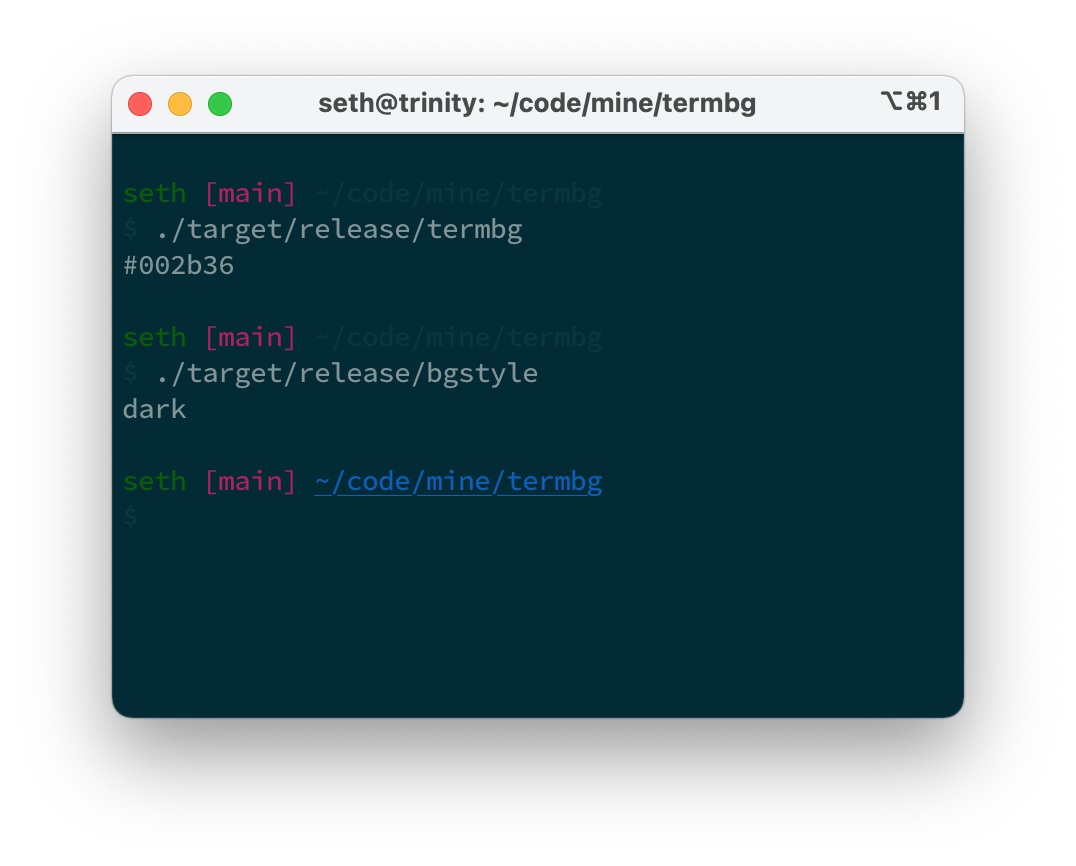 seth@trinity: ~/code/mine/termbg ⌥⌘1
seth [main] ~/code/mine/termbg
$ ./target/release/termbg
#002b36
seth [main] ~/code/mine/termbg
$ ./target/release/bgstyle
dark
seth [main] ~/code/mine/termbg
$